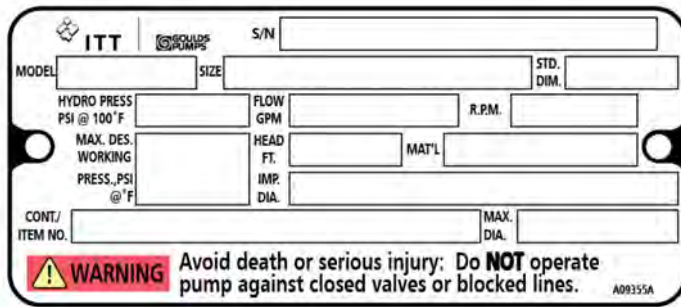 ITT GOULDS PUMPS S/N
MODEL SIZE STD. DIM.
HYDRO PRESS PSI @ 100°F FLOW GPM R.P.M.
MAX. DES. WORKING PRESS.,PSI @°F HEAD FT. MAT'L
IMP. DIA.
CONT./ ITEM NO. MAX. DIA.
WARNING Avoid death or serious injury: Do NOT operate
pump against closed valves or blocked lines. A09355A